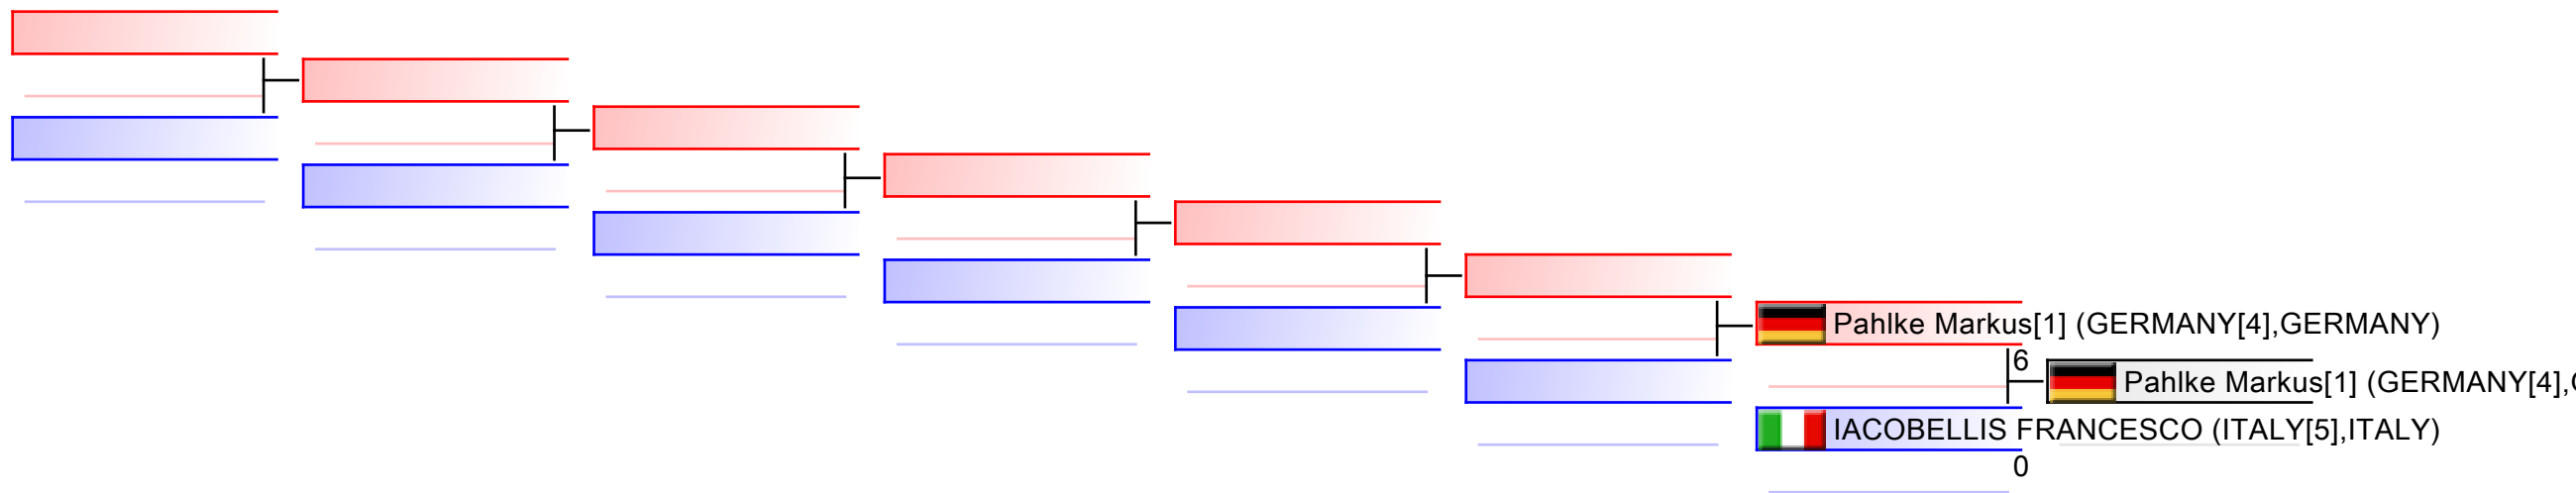 Pahlke Markus[1] (GERMANY[4],GERMANY)
6
Pahlke Markus[1] (GERMANY[4],
IACOBELLIS FRANCESCO (ITALY[5],ITALY)
0